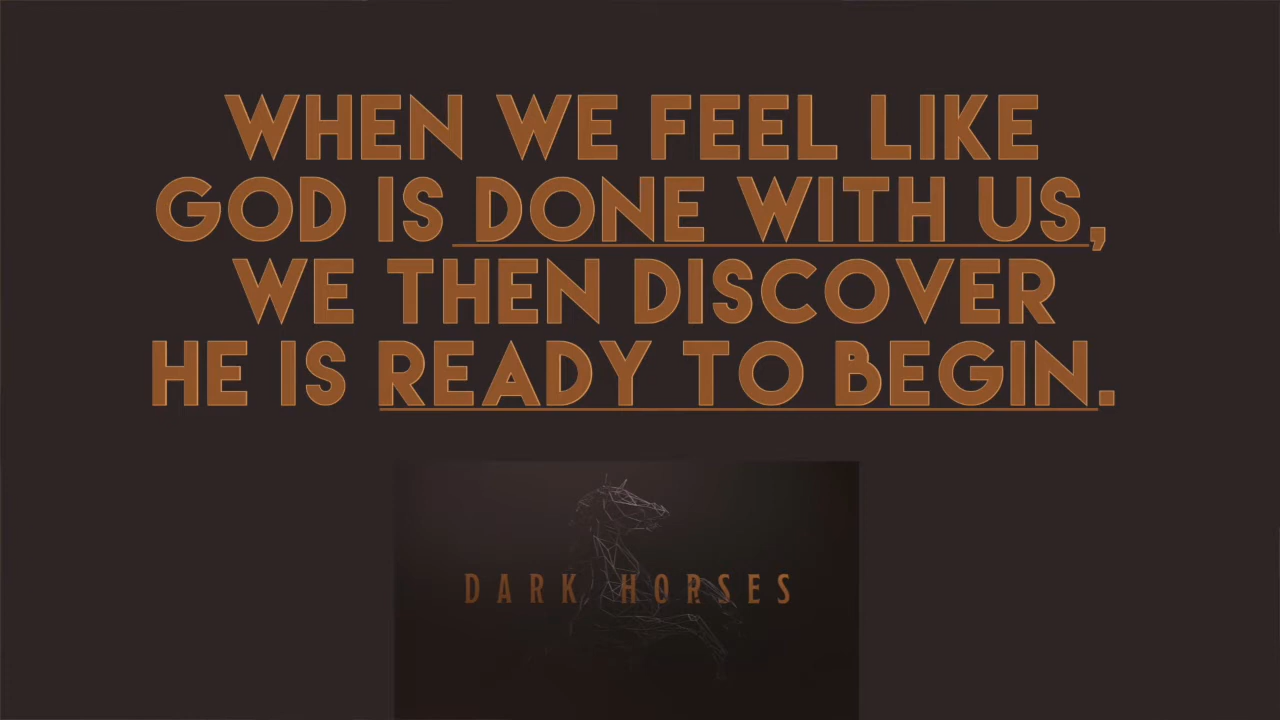 WHEN WE FEEL LIKE
GOD IS DONE WITH US,
WE THEN DISCOVER
HE IS READY TO BEGIN.
DARK HORSES